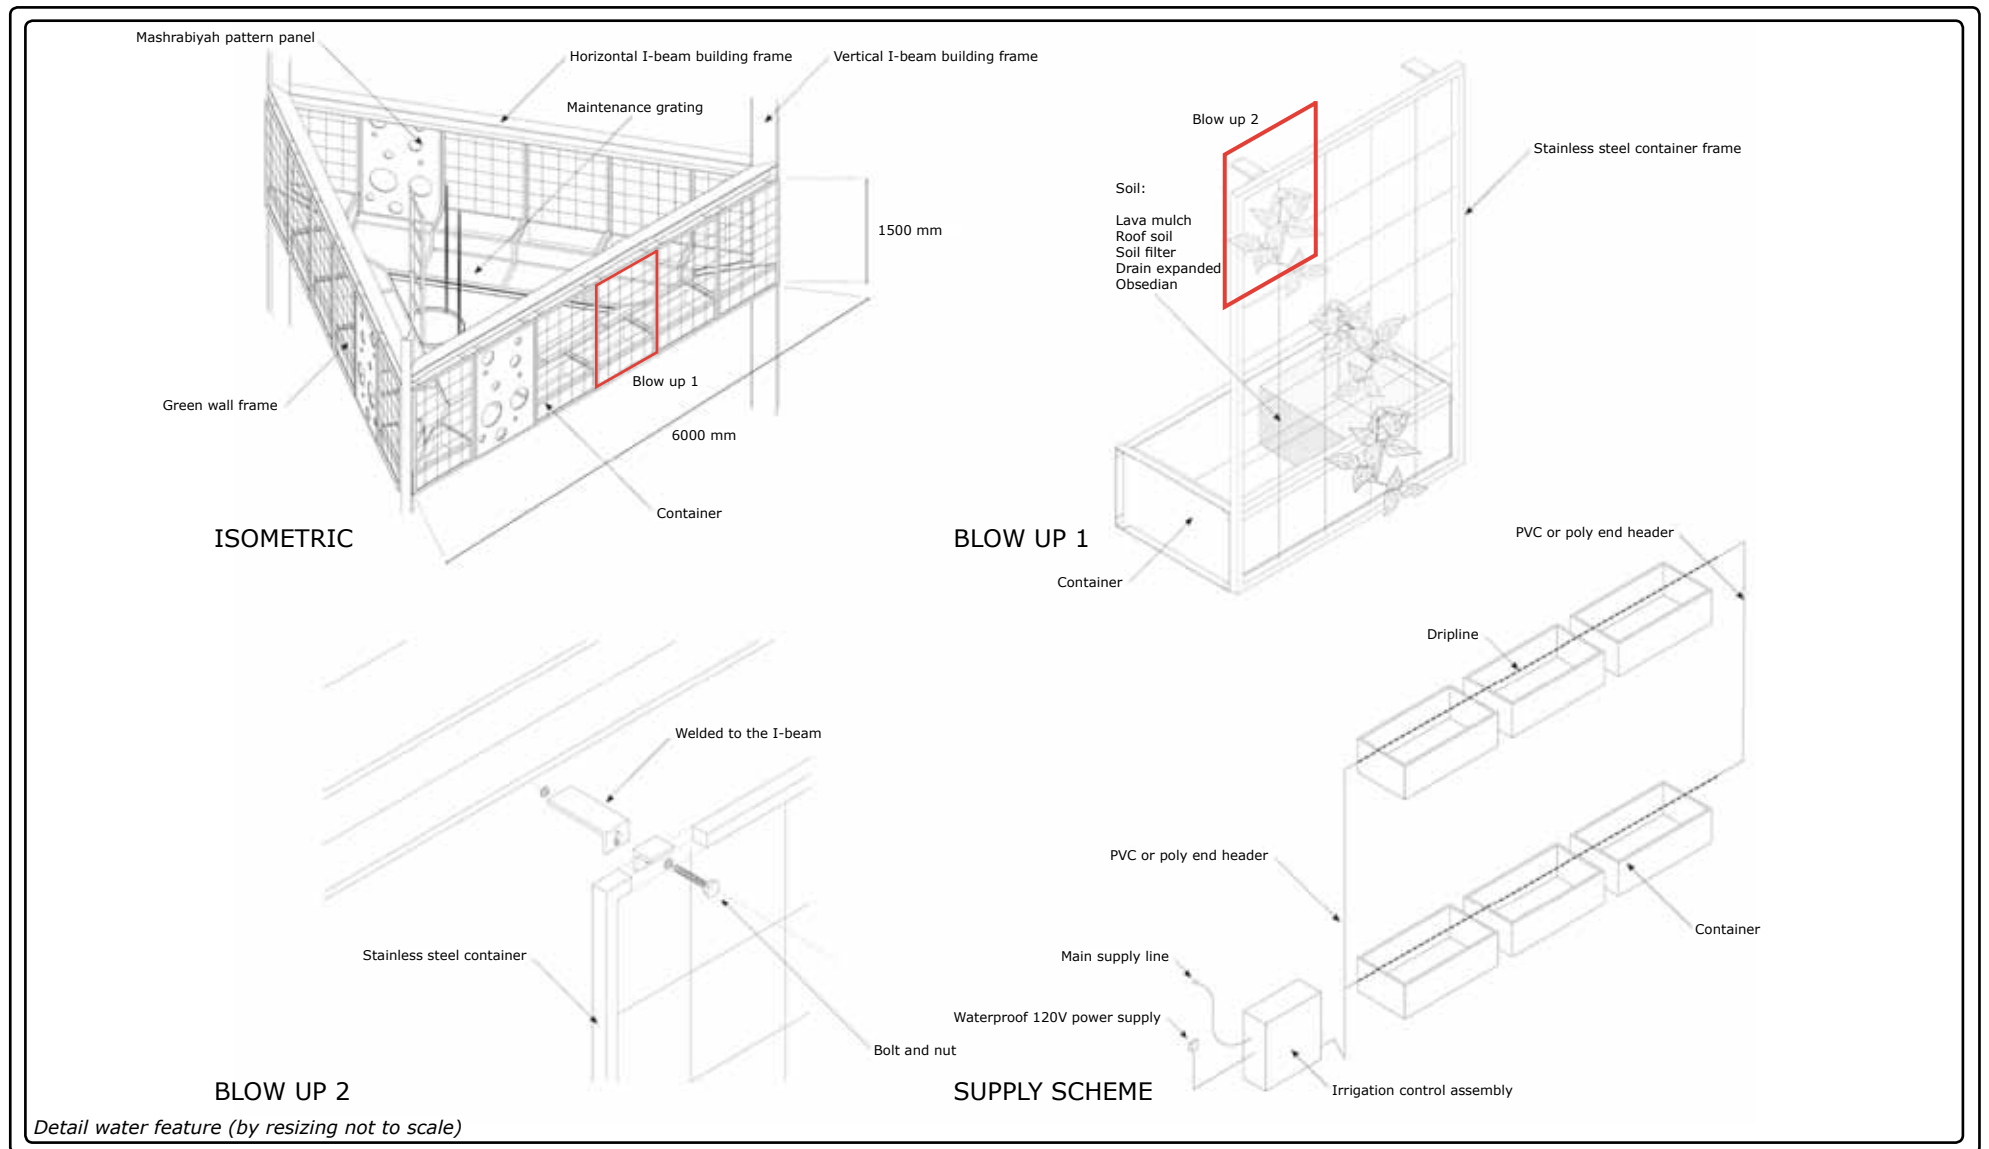 Mashrabiyah pattern panel
Horizontal I-beam building frame
Vertical I-beam building frame
Maintenance grating
1500 mm
Blow up 1
Green wall frame
6000 mm
Container
ISOMETRIC
Blow up 2
Stainless steel container frame
Soil:
Lava mulch
Roof soil
Soil filter
Drain expanded
Obsedian
Container
BLOW UP 1
Welded to the I-beam
Stainless steel container
Bolt and nut
BLOW UP 2
PVC or poly end header
Dripline
PVC or poly end header
Container
Main supply line
Waterproof 120V power supply
Irrigation control assembly
SUPPLY SCHEME
Detail water feature (by resizing not to scale)